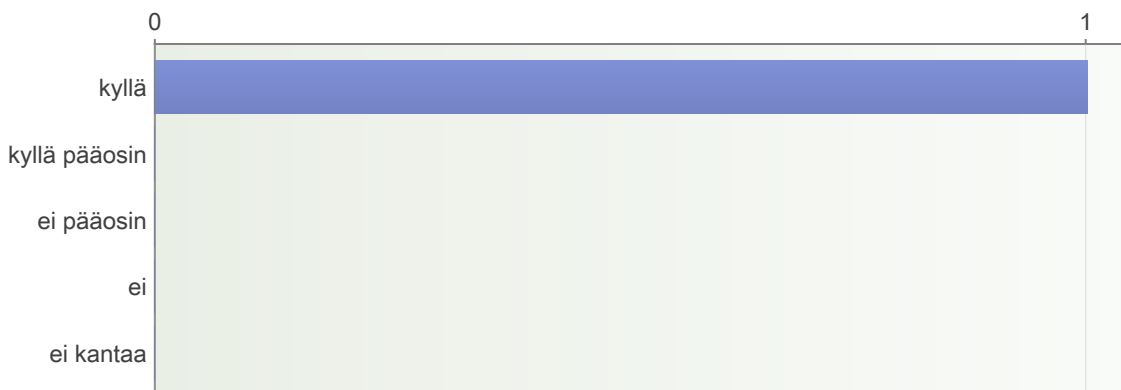 0 1
kyllä
kyllä pääosin
ei pääosin
ei
ei kantaa